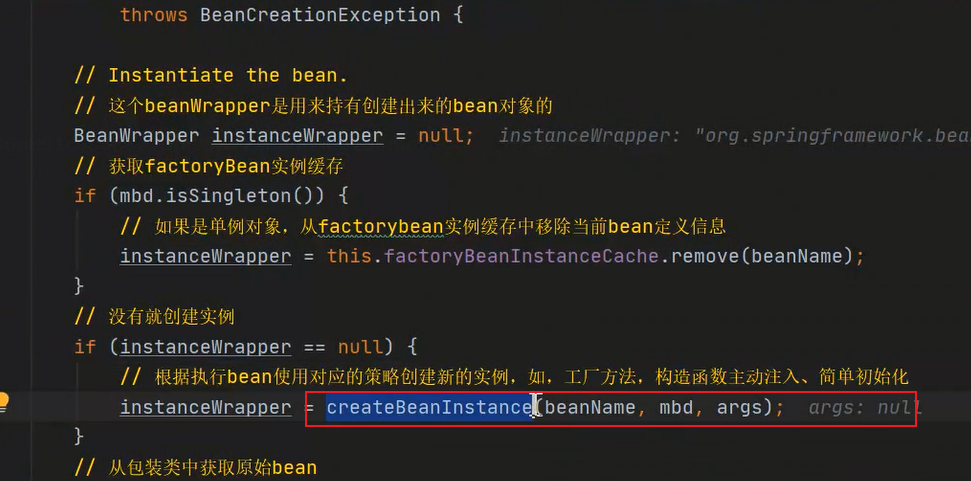 throws BeanCreationException {
// Instantiate the bean.
// 这个beanWrapper是用来持有创建出来的bean对象的
BeanWrapper instanceWrapper = null; instanceWrapper: "org.springframework.bea
// 获取factoryBean实例缓存
if (mbd.isSingleton()) {
// 如果是单例对象，从factorybean实例缓存中移除当前bean定义信息
instanceWrapper = this.factoryBeanInstanceCache.remove(beanName);
}
// 没有就创建实例
if (instanceWrapper == null) {
// 根据执行bean使用对应的策略创建新的实例，如，工厂方法，构造函数主动注入、简单初始化
instanceWrapper = createBeanInstance(beanName, mbd, args); args: null
}
// 从包装类中获取原始bean